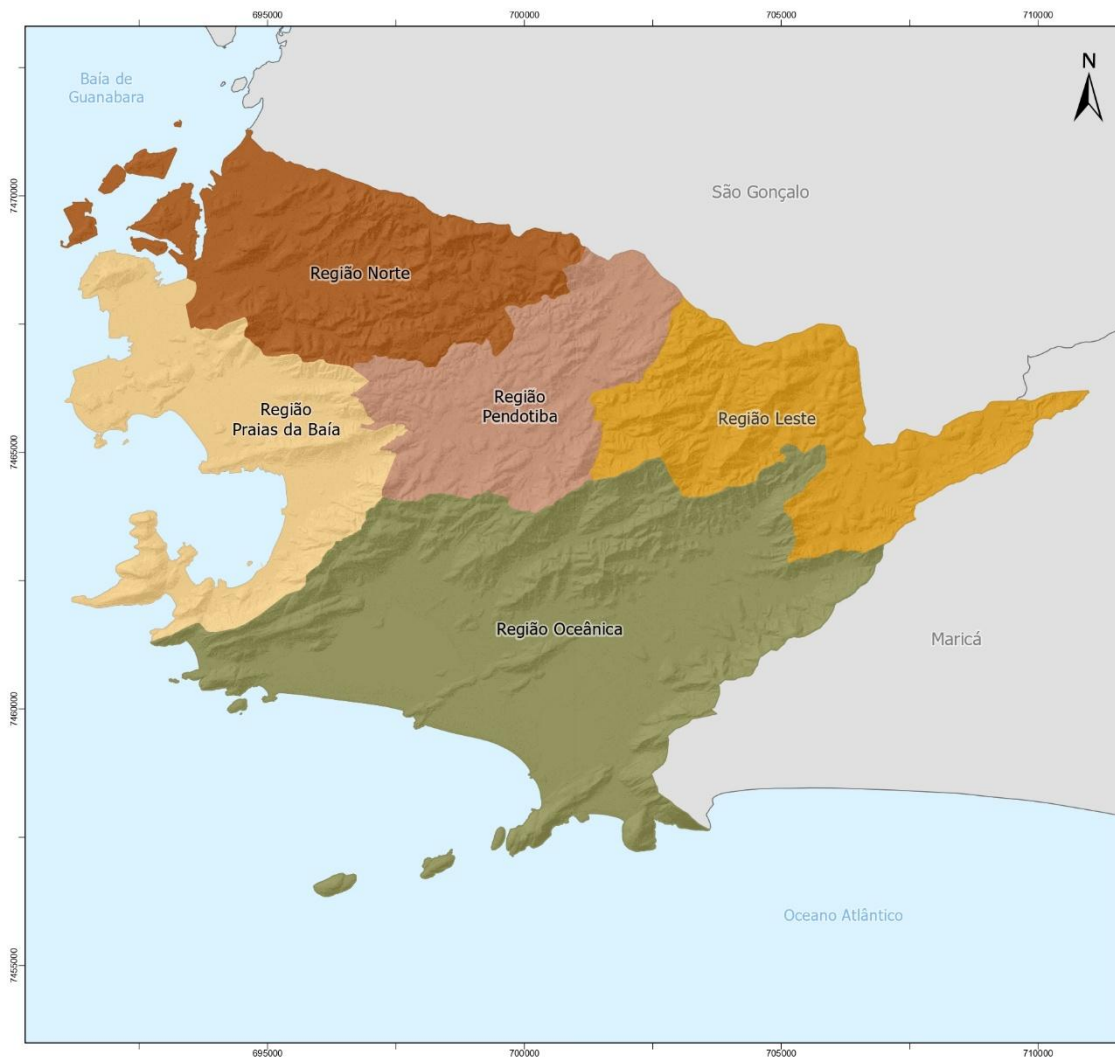 695000
700000
705000
710000
Baía de
Guanabara
N
7470000
São Gonçalo
Região Norte
Região
Praias da Baía
Região
Pendotiba
Região Leste
7465000
Região Oceânica
Maricá
7460000
Oceano Atlântico
7455000
695000
700000
705000
710000